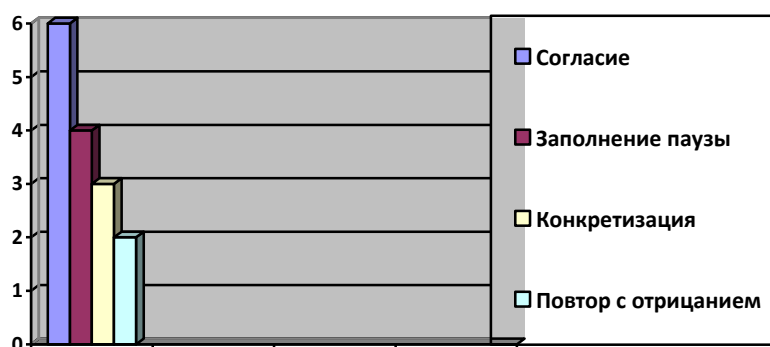 6
5
4
3
2
1
0
Согласие
Заполнение паузы
Конкретизация
Повтор с отрицанием